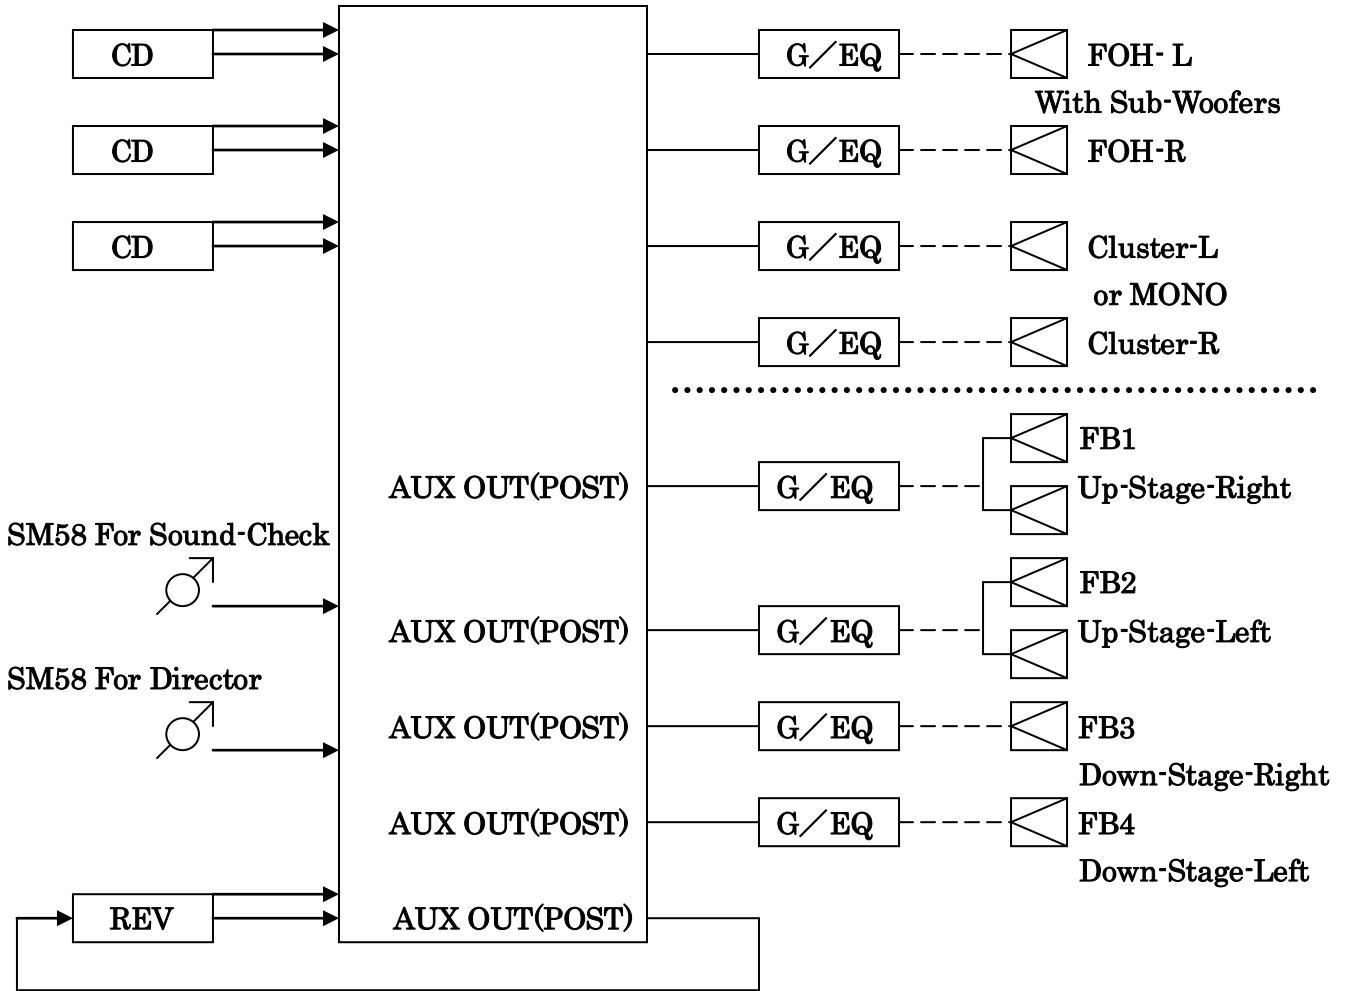 CD
G／EQ
FOH- L
With Sub-Woofers
CD
G／EQ
FOH-R
CD
G／EQ
Cluster-L
or MONO
G／EQ
Cluster-R
FB1
AUX OUT(POST)
G／EQ
Up-Stage-Right
SM58 For Sound-Check
FB2
AUX OUT(POST)
G／EQ
Up-Stage-Left
SM58 For Director
AUX OUT(POST)
G／EQ
FB3
Down-Stage-Right
AUX OUT(POST)
G／EQ
FB4
Down-Stage-Left
REV
AUX OUT(POST)